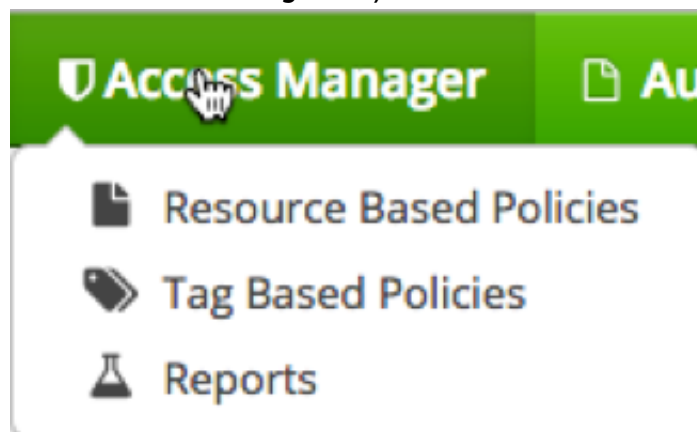 Access Manager
Au
Resource Based Policies
Tag Based Policies
Reports